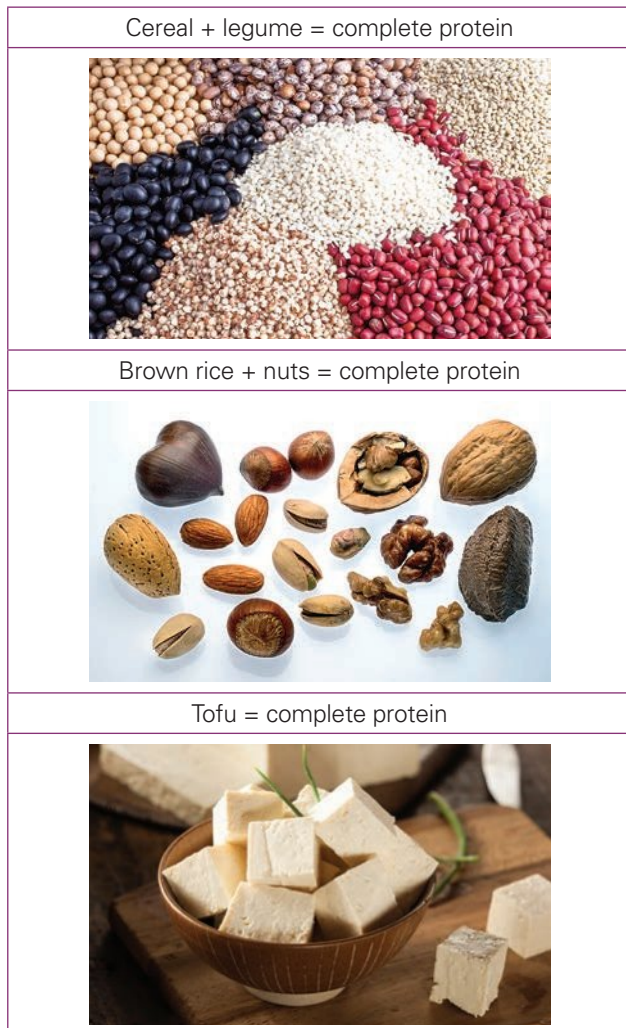 Cereal + legume = complete protein
Brown rice + nuts = complete protein
Tofu = complete protein